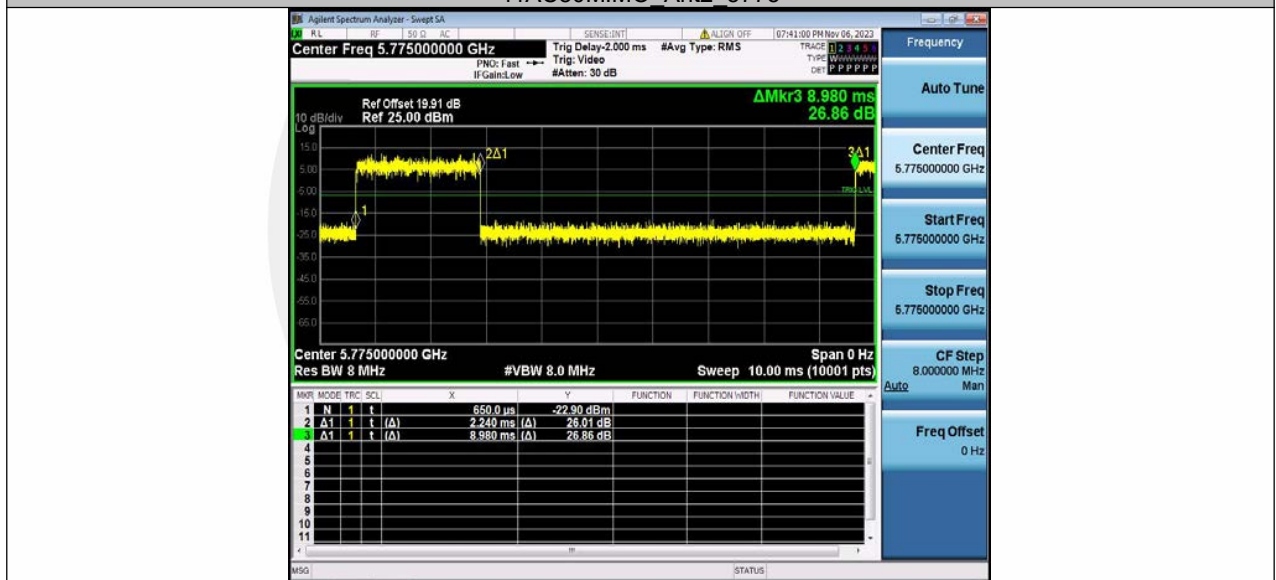 11AC80MIMO_Ant2_5775
Agilent Spectrum Analyzer - Swept SA
RL RF 50 Ω AC SENSE:INT ALIGN OFF 07:41:00 PM Nov 06, 2023
Center Freq 5.775000000 GHz
PNO: Fast
IFGain:Low
Trig Delay-2.000 ms
Trig: Video
#Atten: 30 dB
#Avg Type: RMS
TRACE 1 2 3 4 5 6
TYPE W
DET P P P P P P
ΔMkr3 8.980 ms
26.86 dB
Ref Offset 19.91 dB
10 dB/div Ref 25.00 dBm
Log
15.0
5.00
-5.00
-15.0
-25.0
-35.0
-45.0
-55.0
-65.0
2Δ1
3Δ1
1
TRIG LVL
Center 5.775000000 GHz Span 0 Hz
Res BW 8 MHz #VBW 8.0 MHz Sweep 10.00 ms (10001 pts)
MKR MODE TRC SCL X Y FUNCTION FUNCTION WIDTH FUNCTION VALUE
1 N 1 t 650.0 µs -22.90 dBm
2 Δ1 1 t (Δ) 2.240 ms (Δ) 26.01 dB
3 Δ1 1 t (Δ) 8.980 ms (Δ) 26.86 dB
4
5
6
7
8
9
10
11
MSG STATUS
Frequency
Auto Tune
Center Freq
5.775000000 GHz
Start Freq
5.775000000 GHz
Stop Freq
5.775000000 GHz
CF Step
8.000000 MHz
Auto Man
Freq Offset
0 Hz